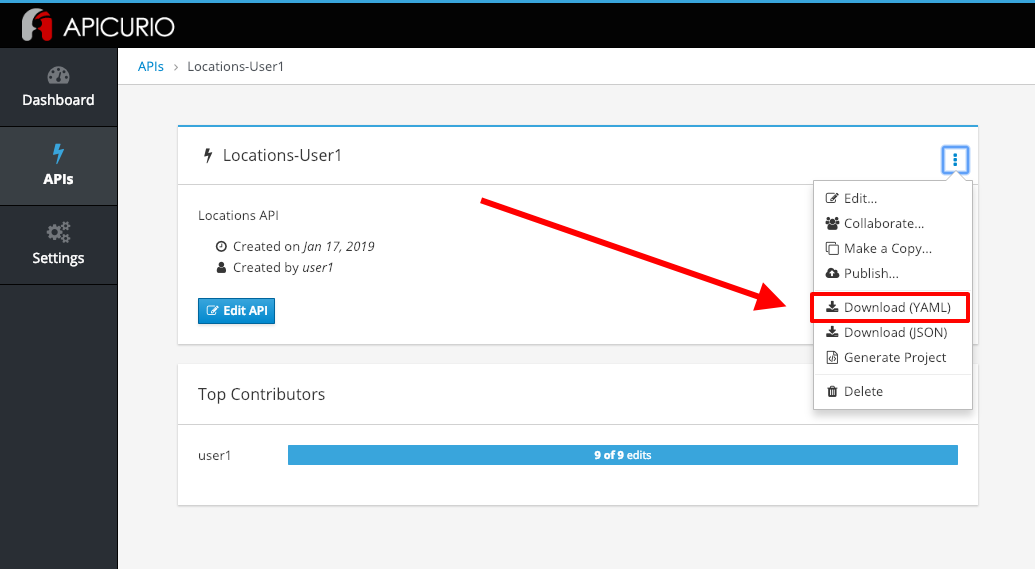 APICURIO
APIs › Locations-User1
Dashboard
APIs
Settings
Locations-User1
Locations API
Created on Jan 17, 2019
Created by user1
Edit API
Edit...
Collaborate...
Make a Copy...
Publish...
Download (YAML)
Download (JSON)
Generate Project
Delete
Top Contributors
user1
9 of 9 edits